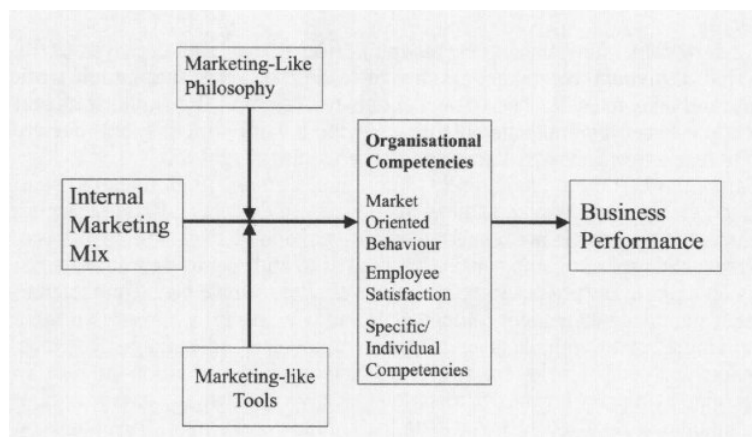 Marketing-Like
Philosophy
Internal
Marketing
Mix
Organisational
Competencies
Market
Oriented
Behaviour
Employee
Satisfaction
Specific/
Individual
Competencies
Business
Performance
Marketing-like
Tools